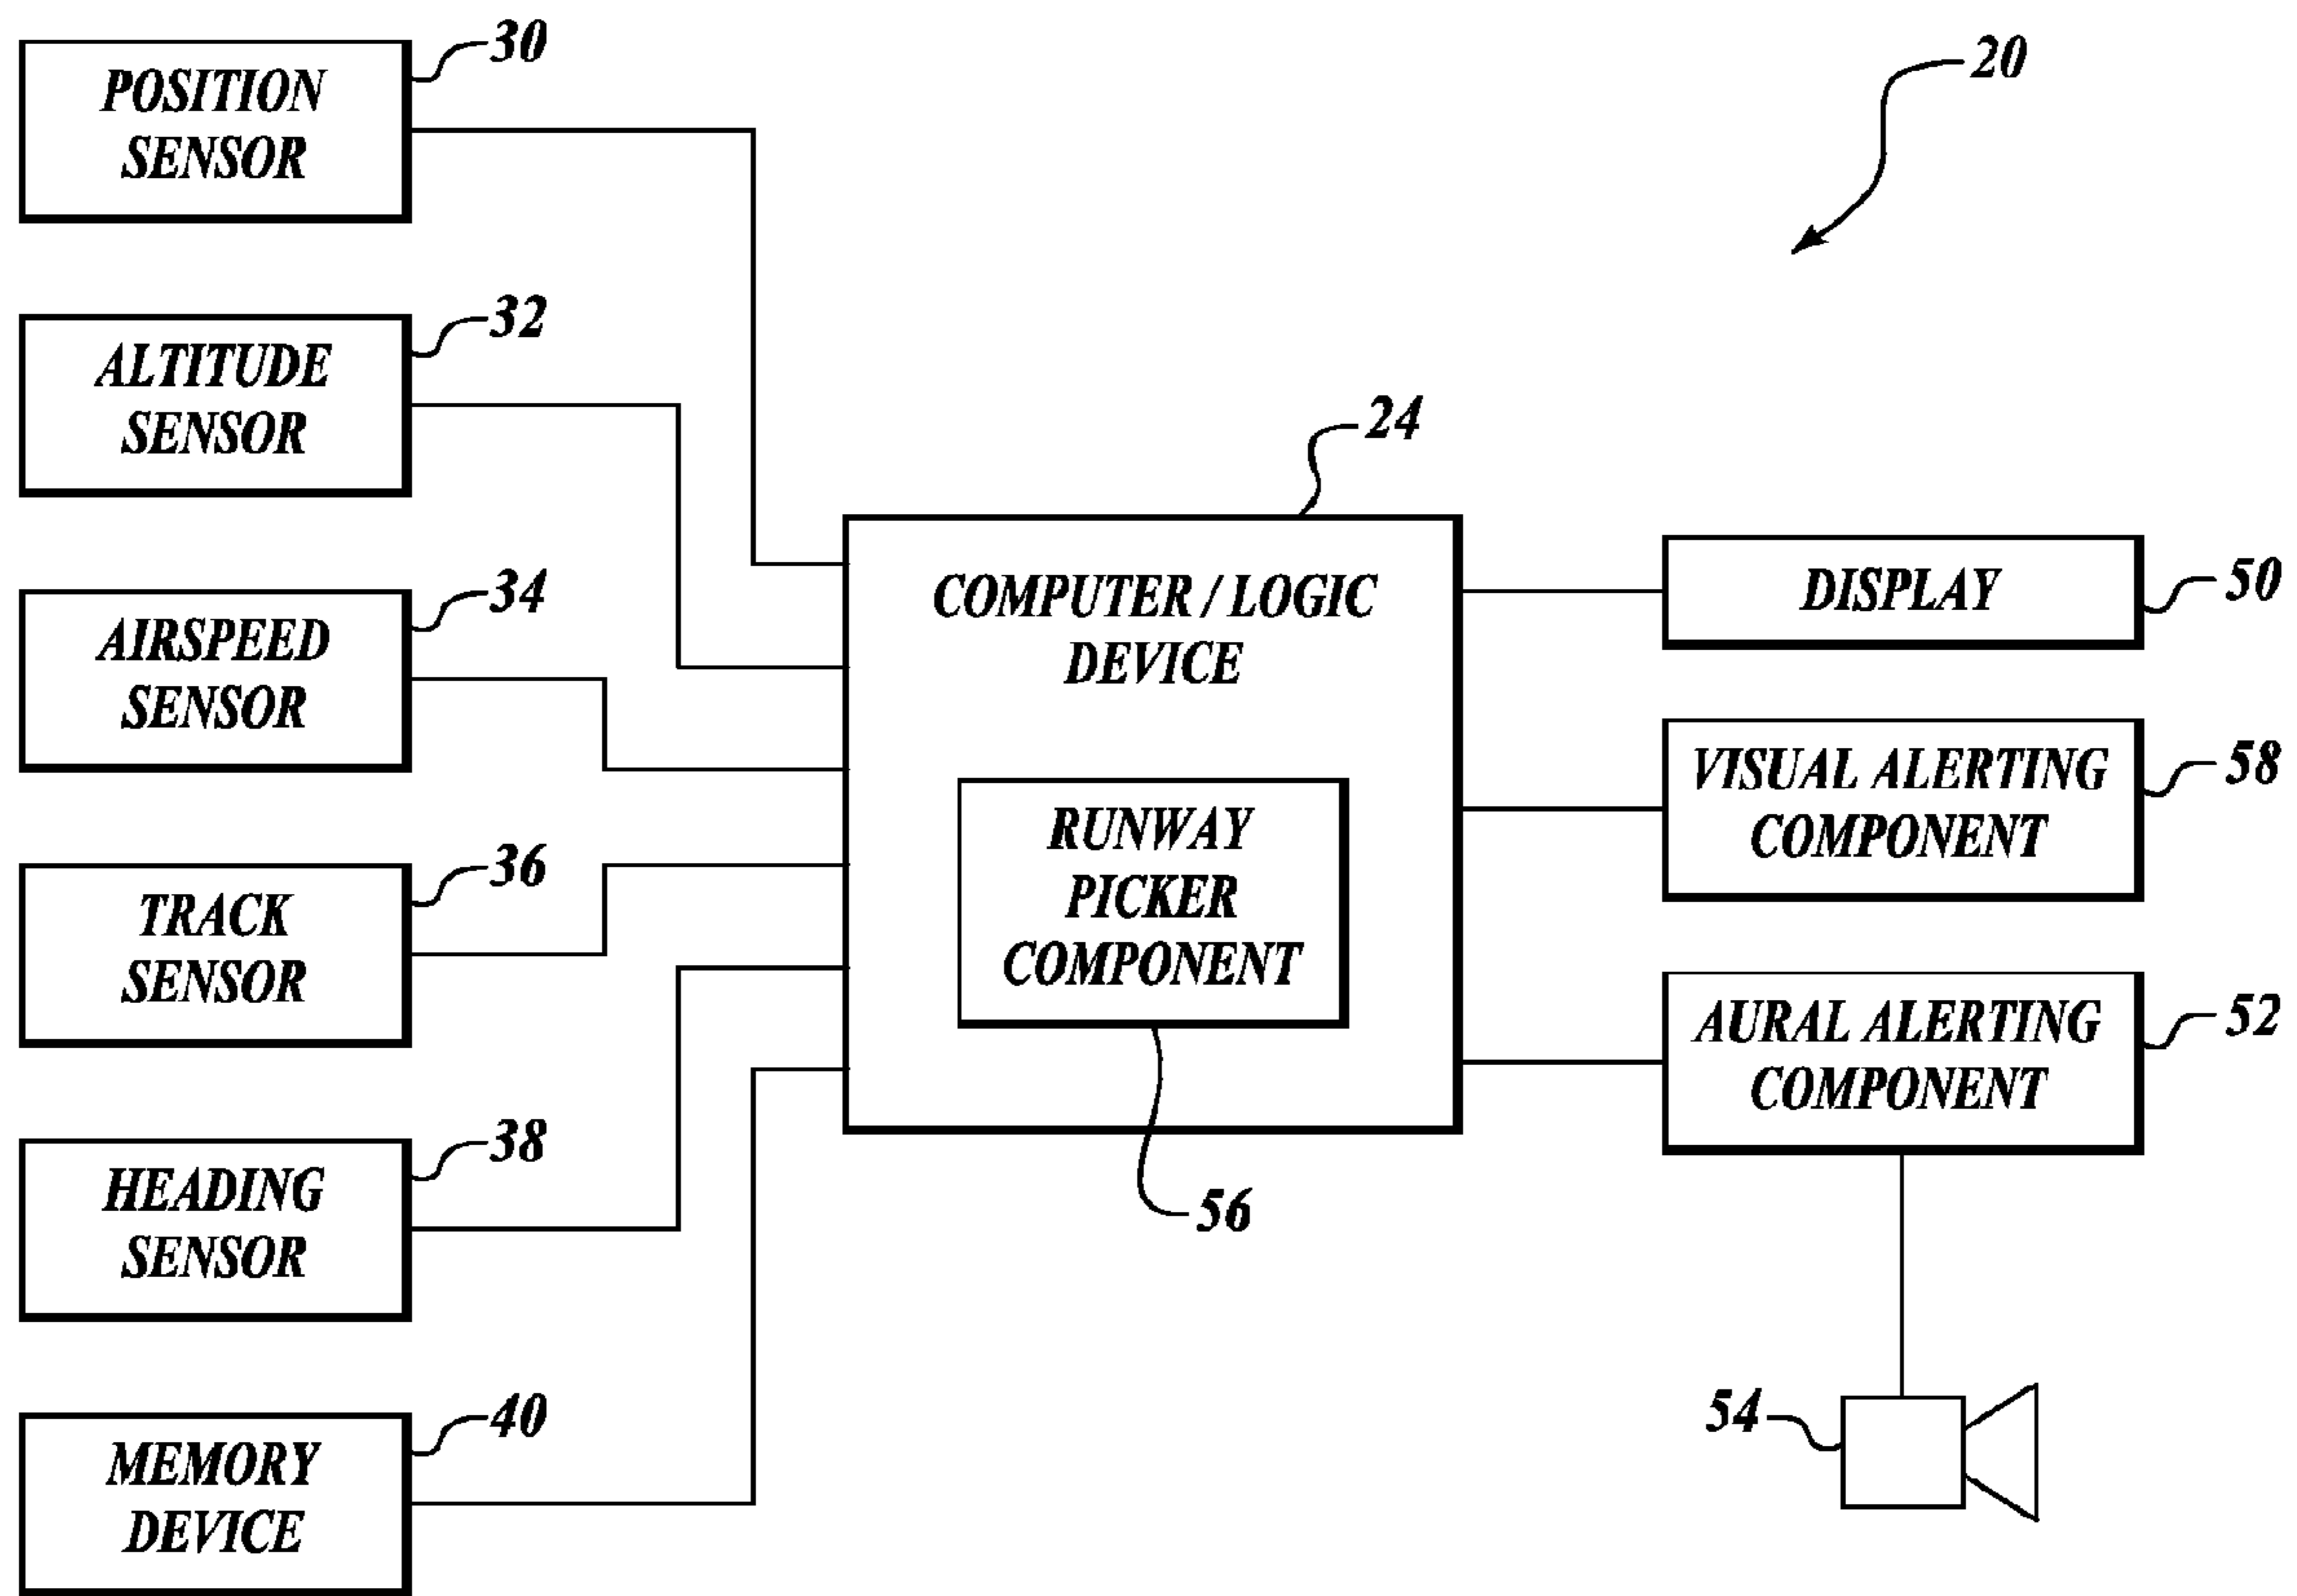 30
POSITION
SENSOR
20
32
ALTITUDE
SENSOR
34
AIRSPEED
SENSOR
36
TRACK
SENSOR
38
HEADING
SENSOR
40
MEMORY
DEVICE
24
COMPUTER / LOGIC
DEVICE
RUNWAY
PICKER
COMPONENT
56
DISPLAY
50
VISUAL ALERTING
COMPONENT
58
AURAL ALERTING
COMPONENT
52
54